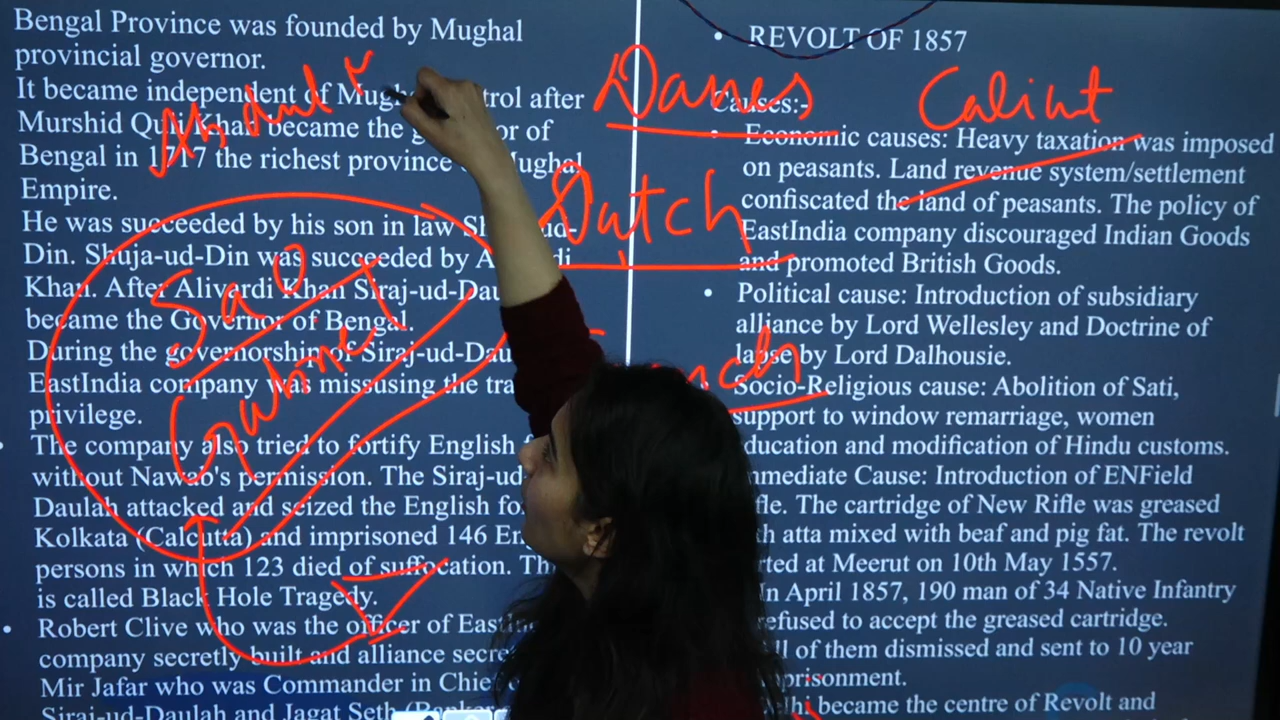 Bengal Province was founded by Mughal
provincial governor.
It became independent of Mugh trol after
Murshid Quli Khan became the g or of
Bengal in 1717 the richest province Mughal
Empire.
He was succeeded by his son in law Sh ud-
Din. Shuja-ud-Din was succeeded by A di
Khan. After Alivardi Khan Siraj-ud-Dau
became the Governor of Bengal.
During the governorship of Siraj-ud-Dau
EastIndia company was missusing the tra
privilege.
• The company also tried to fortify English f
without Nawab's permission. The Siraj-ud
Daulah attacked and seized the English fo
Kolkata (Calcutta) and imprisoned 146 En
persons in which 123 died of suffocation. Th
is called Black Hole Tragedy.
• Robert Clive who was the officer of East
company secretly built and alliance secre
Mir Jafar who was Commander in Chie
Siraj-ud-Daulah and Jagat Seth (Banker
• REVOLT OF 1857
Causes:-
• Economic causes: Heavy taxation was imposed
on peasants. Land revenue system/settlement
confiscated the land of peasants. The policy of
EastIndia company discouraged Indian Goods
and promoted British Goods.
• Political cause: Introduction of subsidiary
alliance by Lord Wellesley and Doctrine of
lapse by Lord Dalhousie.
Socio-Religious cause: Abolition of Sati,
support to window remarriage, women
ducation and modification of Hindu customs.
mmediate Cause: Introduction of ENField
fle. The cartridge of New Rifle was greased
th atta mixed with beaf and pig fat. The revolt
rted at Meerut on 10th May 1557.
In April 1857, 190 man of 34 Native Infantry
refused to accept the greased cartridge.
ll of them dismissed and sent to 10 year
prisonment.
lhi became the centre of Revolt and
Danes
Dutch
nch
Sao
Gabriel